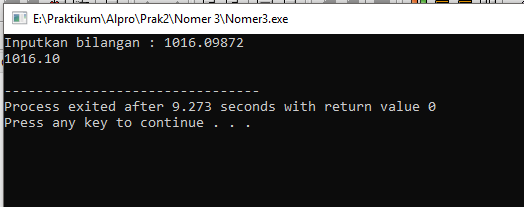 E:\Praktikum\Alpro\Prak2\Nomer 3\Nomer3.exe
Inputkan bilangan : 1016.09872
1016.10
--------------------------------
Process exited after 9.273 seconds with return value 0
Press any key to continue . . .